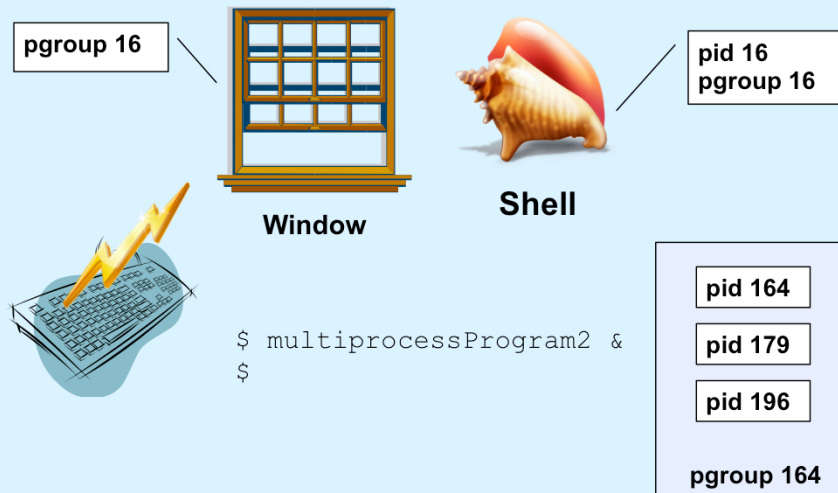 pgroup 16
pid 16
pgroup 16
Window
Shell
$ multiprocessProgram2 &
$
pid 164
pid 179
pid 196
pgroup 164